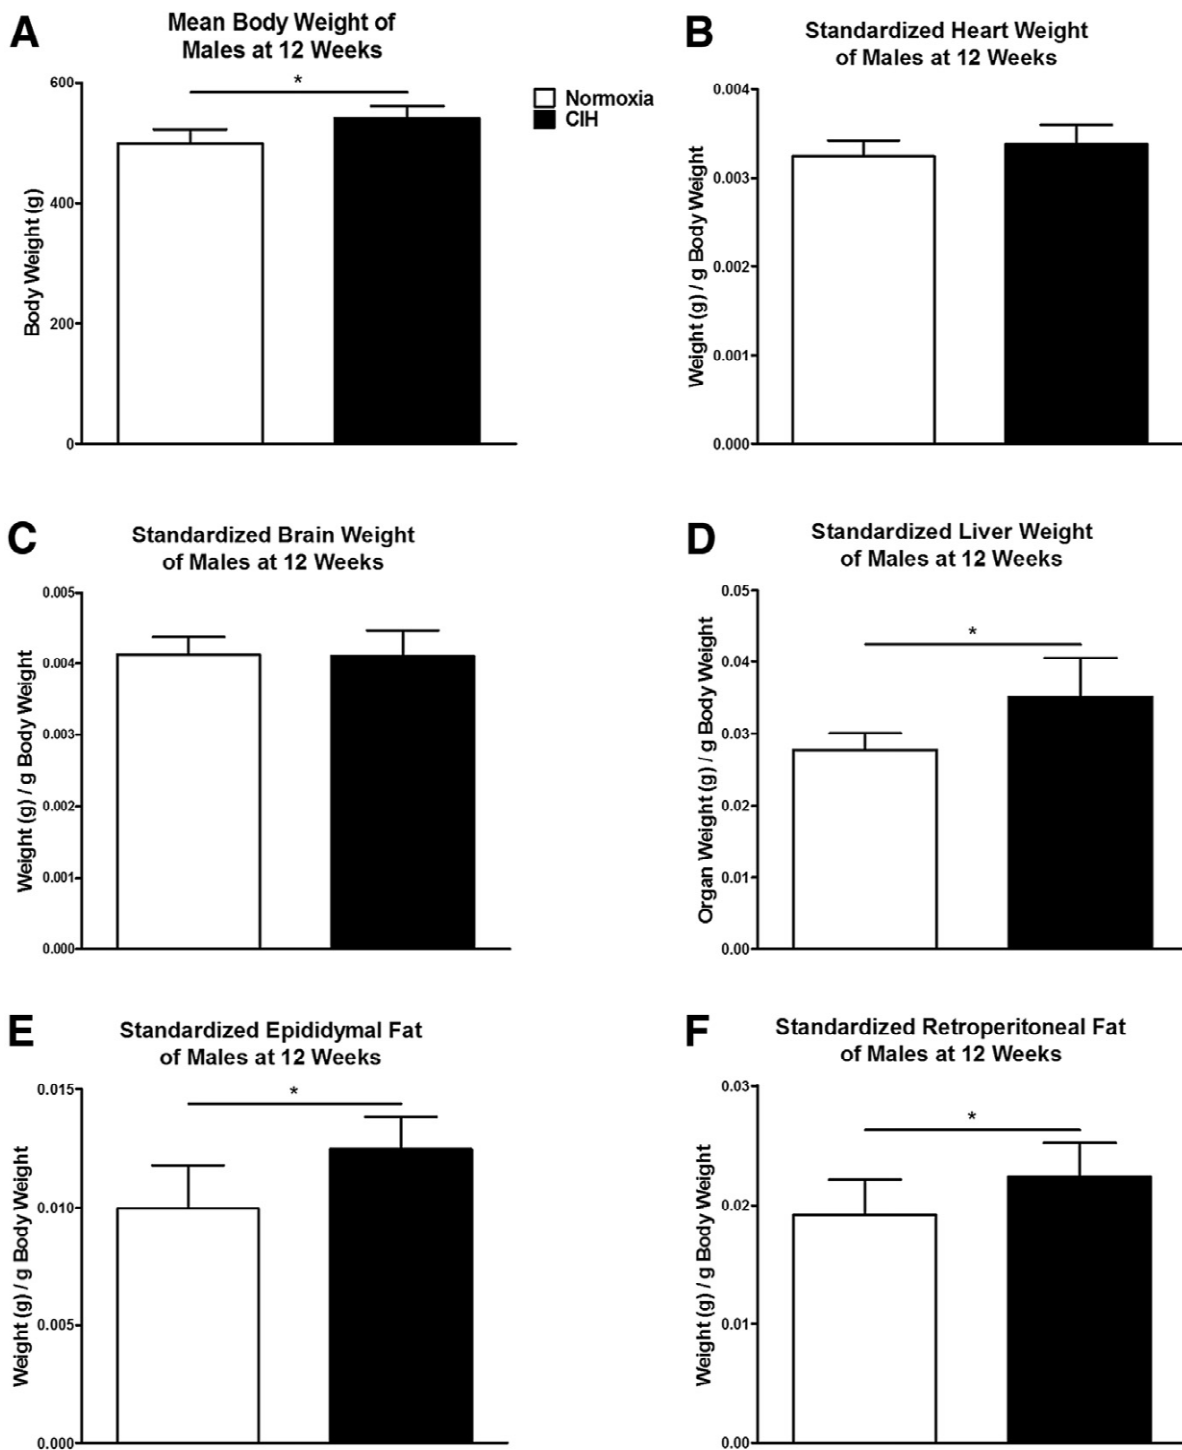 A
Mean Body Weight of
Males at 12 Weeks
*
600
400
200
0
Body Weight (g)
Normoxia
CIH
B
Standardized Heart Weight
of Males at 12 Weeks
0.004
0.003
0.002
0.001
0.000
Weight (g) / g Body Weight
C
Standardized Brain Weight
of Males at 12 Weeks
0.005
0.004
0.003
0.002
0.001
0.000
Weight (g) / g Body Weight
D
Standardized Liver Weight
of Males at 12 Weeks
*
0.05
0.04
0.03
0.02
0.01
0.00
Organ Weight (g) / g Body Weight
E
Standardized Epididymal Fat
of Males at 12 Weeks
*
0.015
0.010
0.005
0.000
Weight (g) / g Body Weight
F
Standardized Retroperitoneal Fat
of Males at 12 Weeks
*
0.03
0.02
0.01
0.00
Weight (g) / g Body Weight